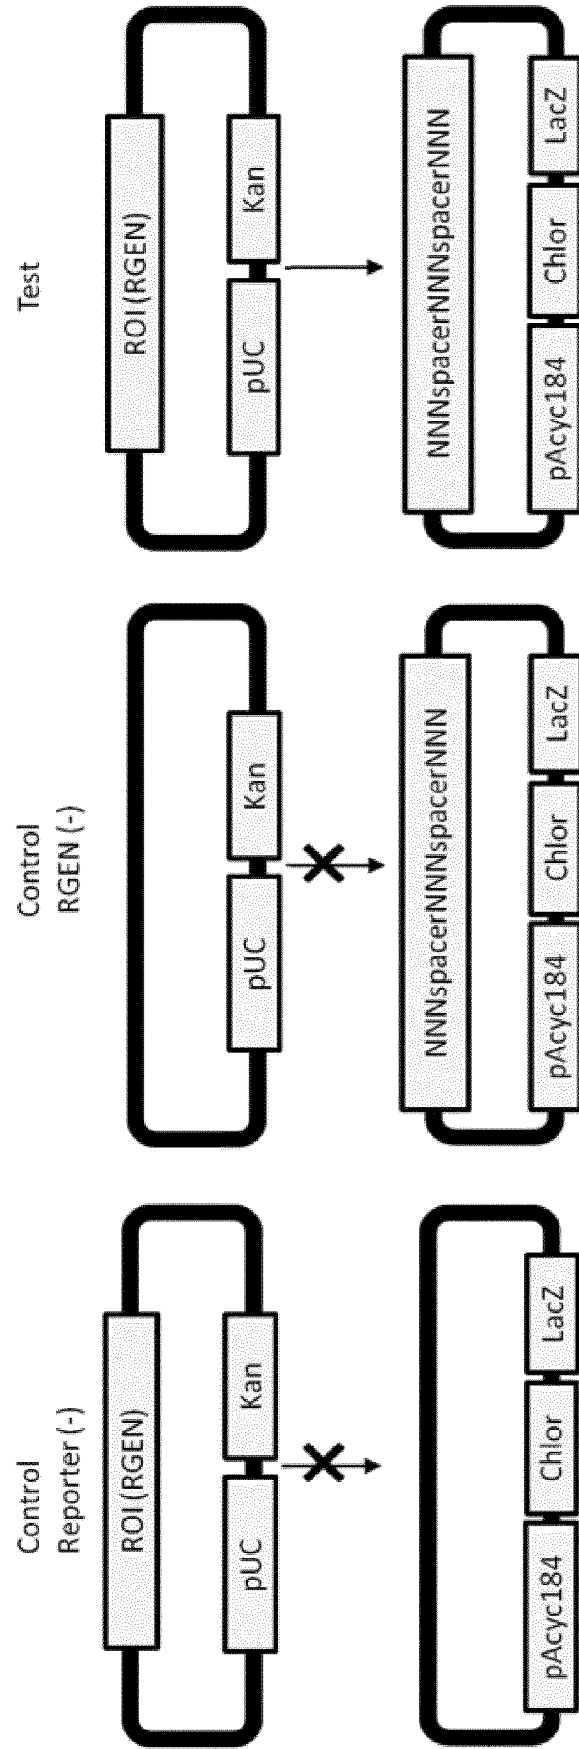 Control
Reporter (-)
ROI (RGEN)
pUC
Kan
pAcyc184
Chlor
LacZ
Control
RGEN (-)
pUC
Kan
NNNspacerNNNspacerNNN
pAcyc184
Chlor
LacZ
Test
ROI (RGEN)
pUC
Kan
NNNspacerNNNspacerNNN
pAcyc184
Chlor
LacZ